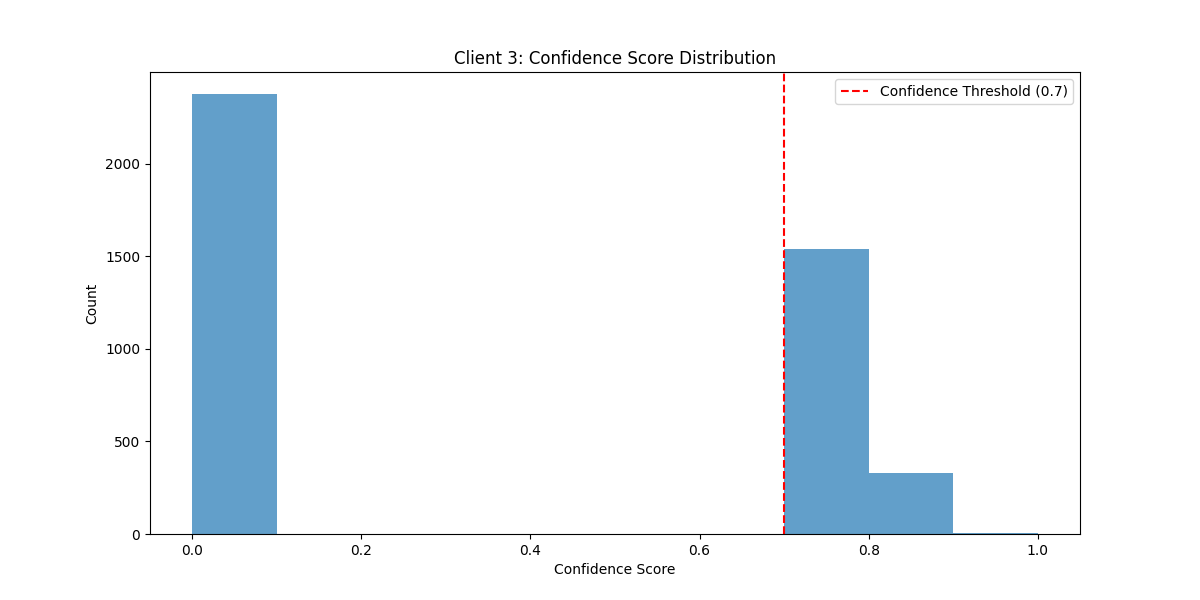 Client 3: Confidence Score Distribution
Confidence Threshold (0.7)
Count
2000
1500
1000
500
0
0.0 0.2 0.4 0.6 0.8 1.0
Confidence Score